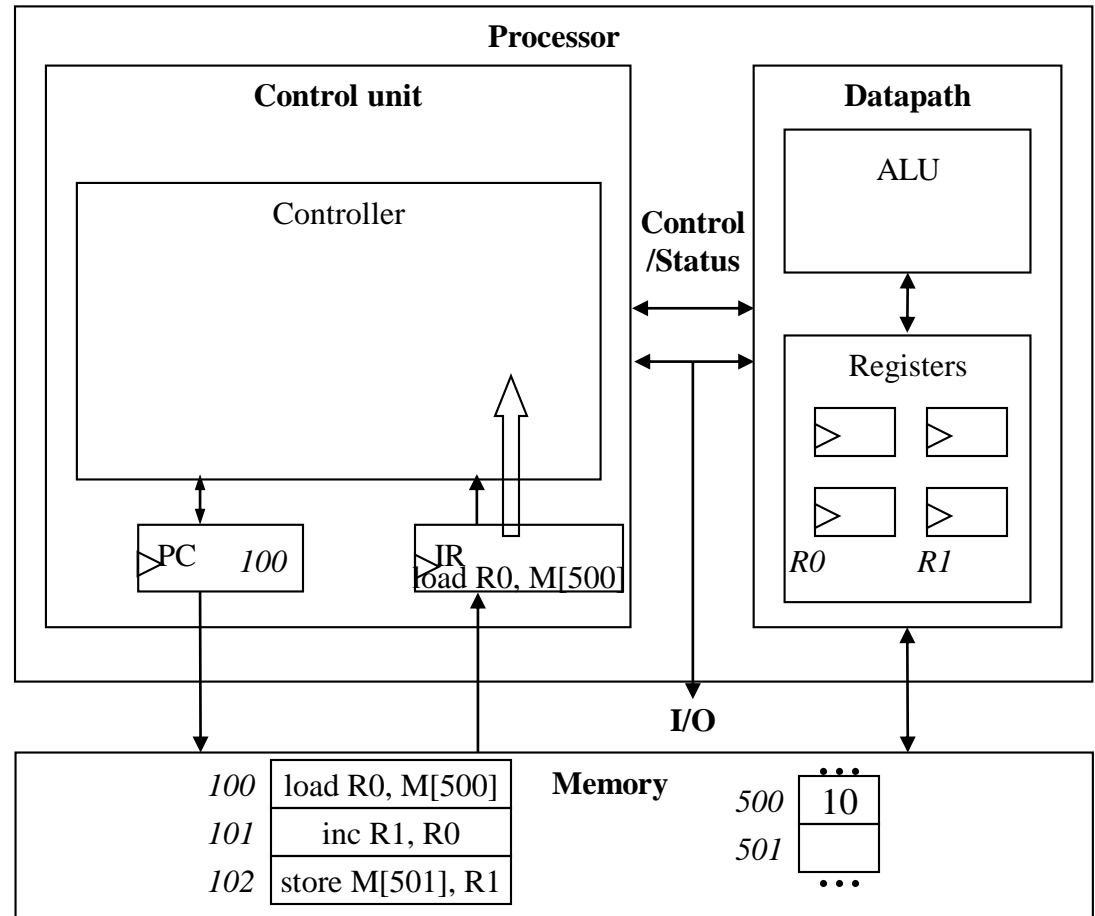 Processor
Control unit
Datapath
ALU
Controller
Control
/Status
Registers
PC 100
IR
load R0, M[500]
R0 R1
I/O
Memory
100 load R0, M[500]
101 inc R1, R0
102 store M[501], R1
...
500 10
501
...